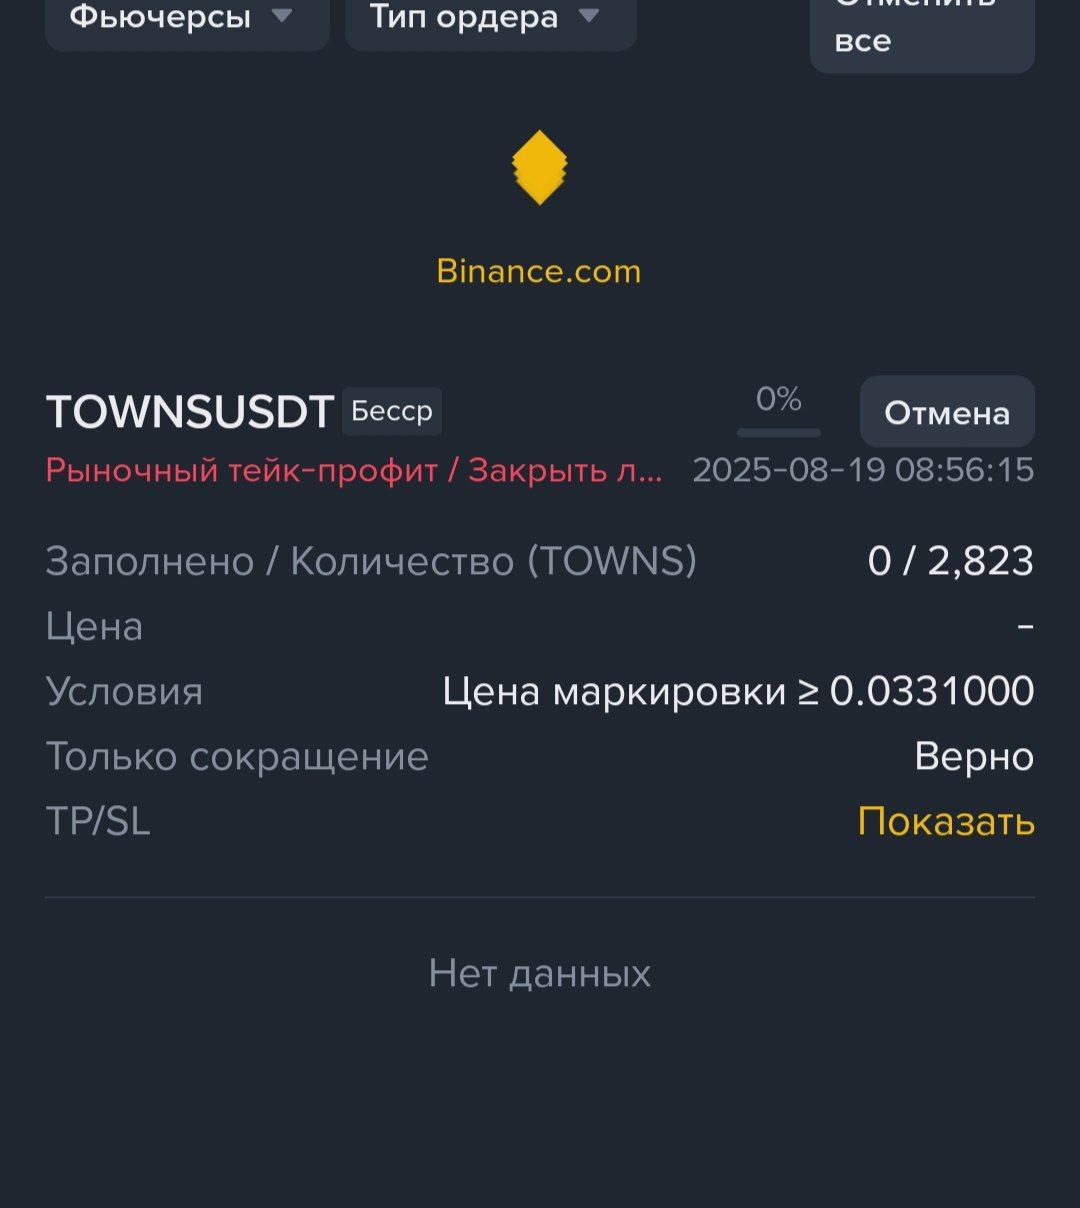 Фьючерсы
Тип ордера
Отменить
все
Binance.com
TOWNSUSDT Бесср
0%
Отмена
Рыночный тейк-профит / Закрыть л... 2025-08-19 08:56:15
Заполнено / Количество (TOWNS) 0 / 2,823
Цена –
Условия Цена маркировки ≥ 0.0331000
Только сокращение Верно
TP/SL Показать
Нет данных